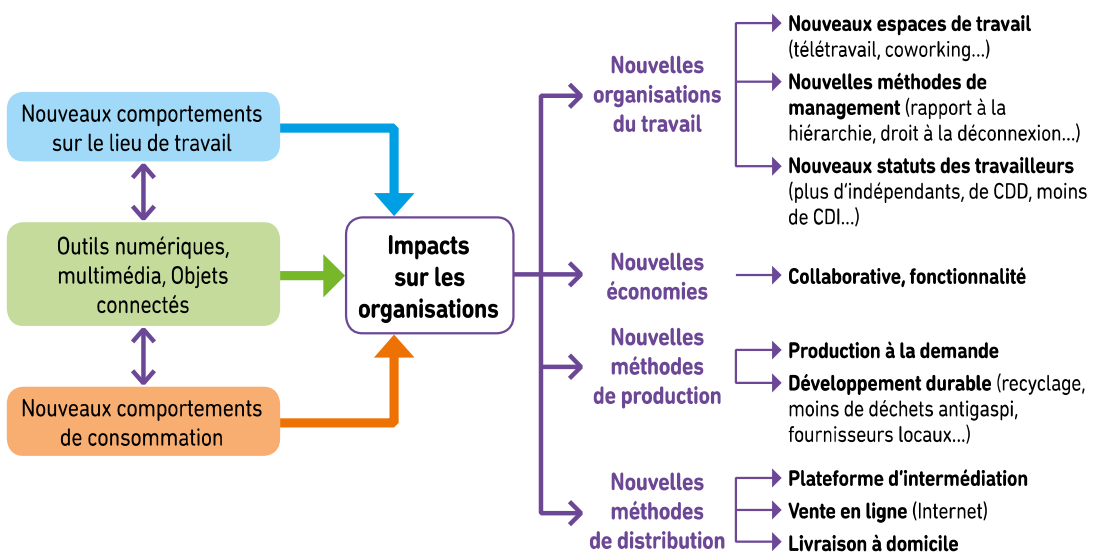 Nouveaux comportements
sur le lieu de travail
Outils numériques,
multimédia, Objets
connectés
Nouveaux comportements
de consommation
Impacts
sur les
organisations
Nouvelles
organisations
du travail
Nouveaux espaces de travail
(télétravail, coworking...)
Nouvelles méthodes de
management (rapport à la
hiérarchie, droit à la déconnexion...)
Nouveaux statuts des travailleurs
(plus d'indépendants, de CDD, moins
de CDI...)
Nouvelles
économies
Collaborative, fonctionnalité
Nouvelles
méthodes
de production
Production à la demande
Développement durable (recyclage,
moins de déchets antigaspi,
fournisseurs locaux...)
Nouvelles
méthodes
de distribution
Plateforme d'intermédiation
Vente en ligne (Internet)
Livraison à domicile